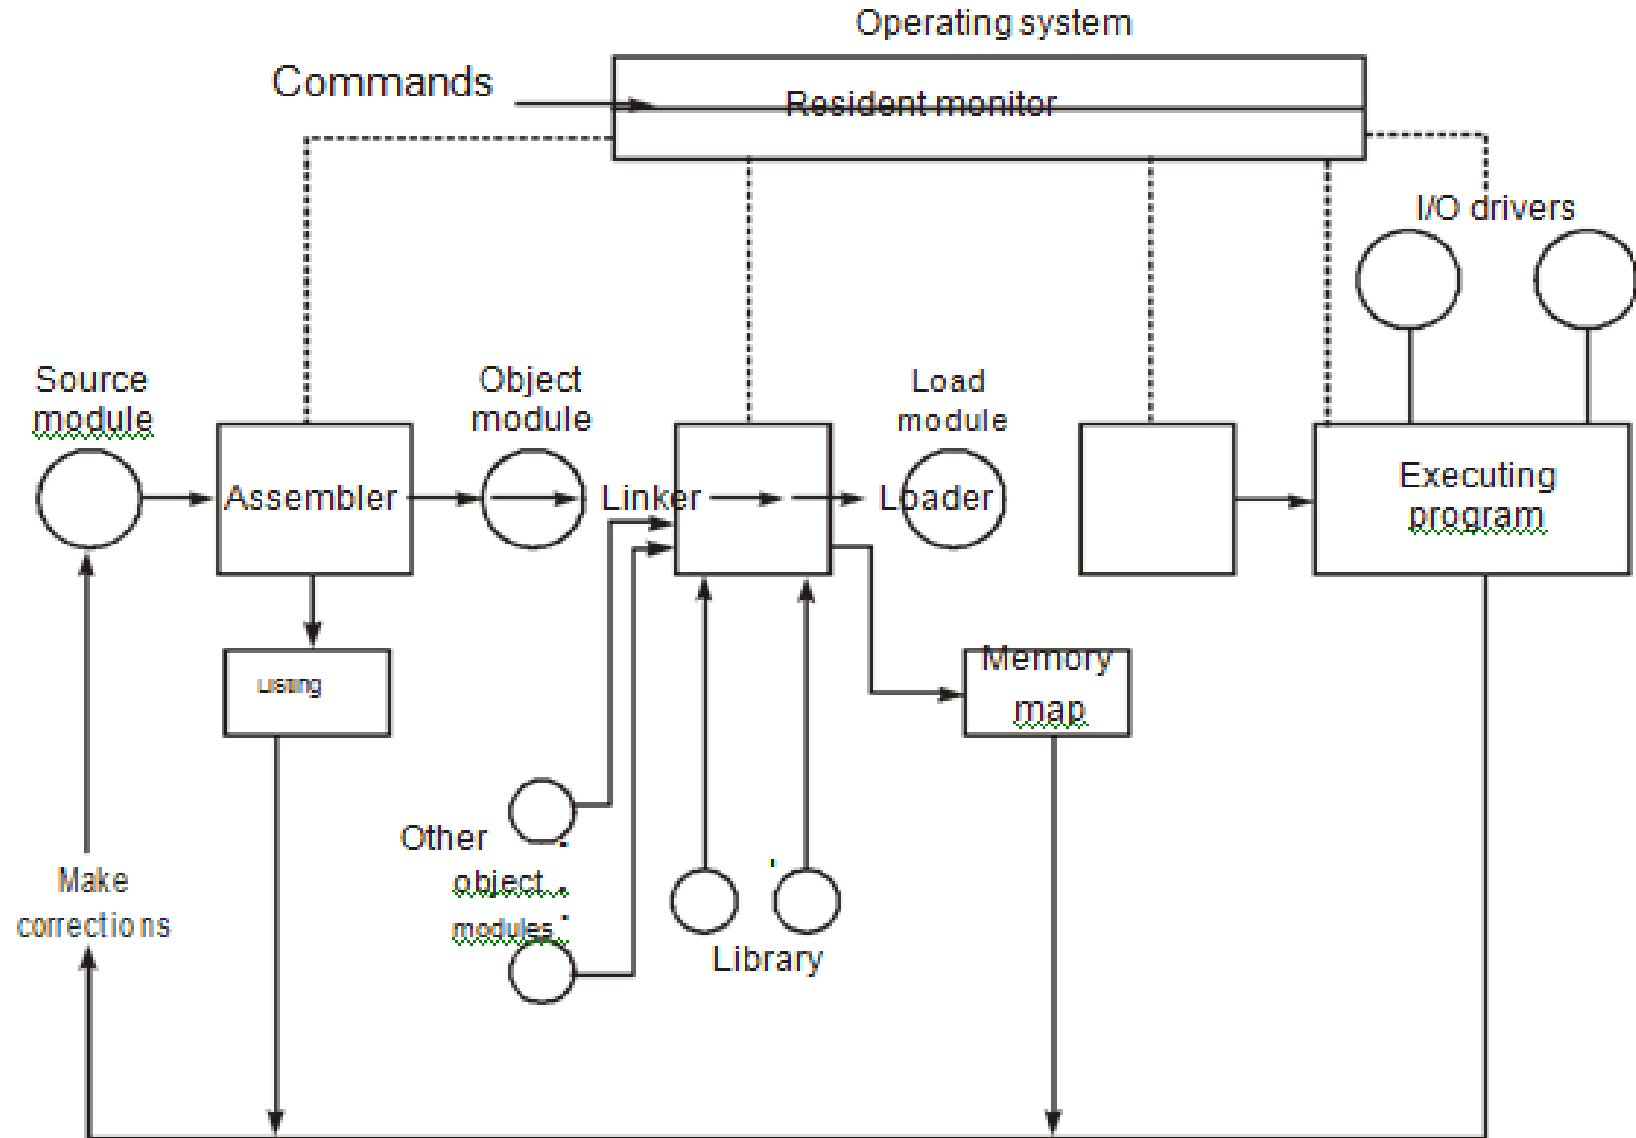 Operating system
Commands
Resident monitor
I/O drivers
Source
module
Object
module
Load
module
Assembler
Linker
Loader
Executing
program
Listing
Memory
map
Other
object
modules
Library
Make
corrections